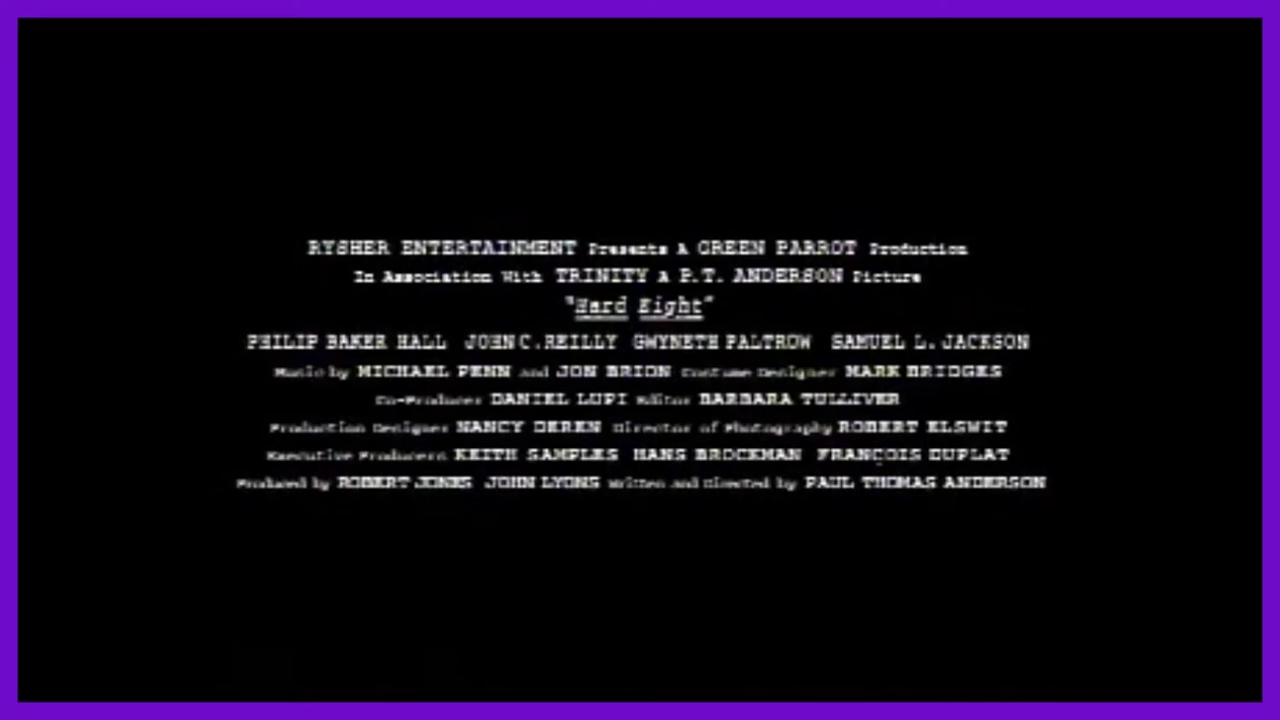 RYSHER ENTERTAINMENT Presents A GREEN PARROT Production
In Association With TRINITY A P.T. ANDERSON Picture
"Hard Eight"
PHILIP BAKER HALL JOHN C. REILLY GWYNETH PALTROW SAMUEL L. JACKSON
Music by MICHAEL PENN and JON BRION Costume Designer MARK BRIDGES
Co-Producer DANIEL LUPI Editor BARBARA TULLIVER
Production Designer NANCY DEREN Director of Photography ROBERT ELSWIT
Executive Producers KEITH SAMPLES HANS BROCKMAN FRANÇOIS DUPLAT
Produced by ROBERT JONES JOHN LYONS Written and Directed by PAUL THOMAS ANDERSON